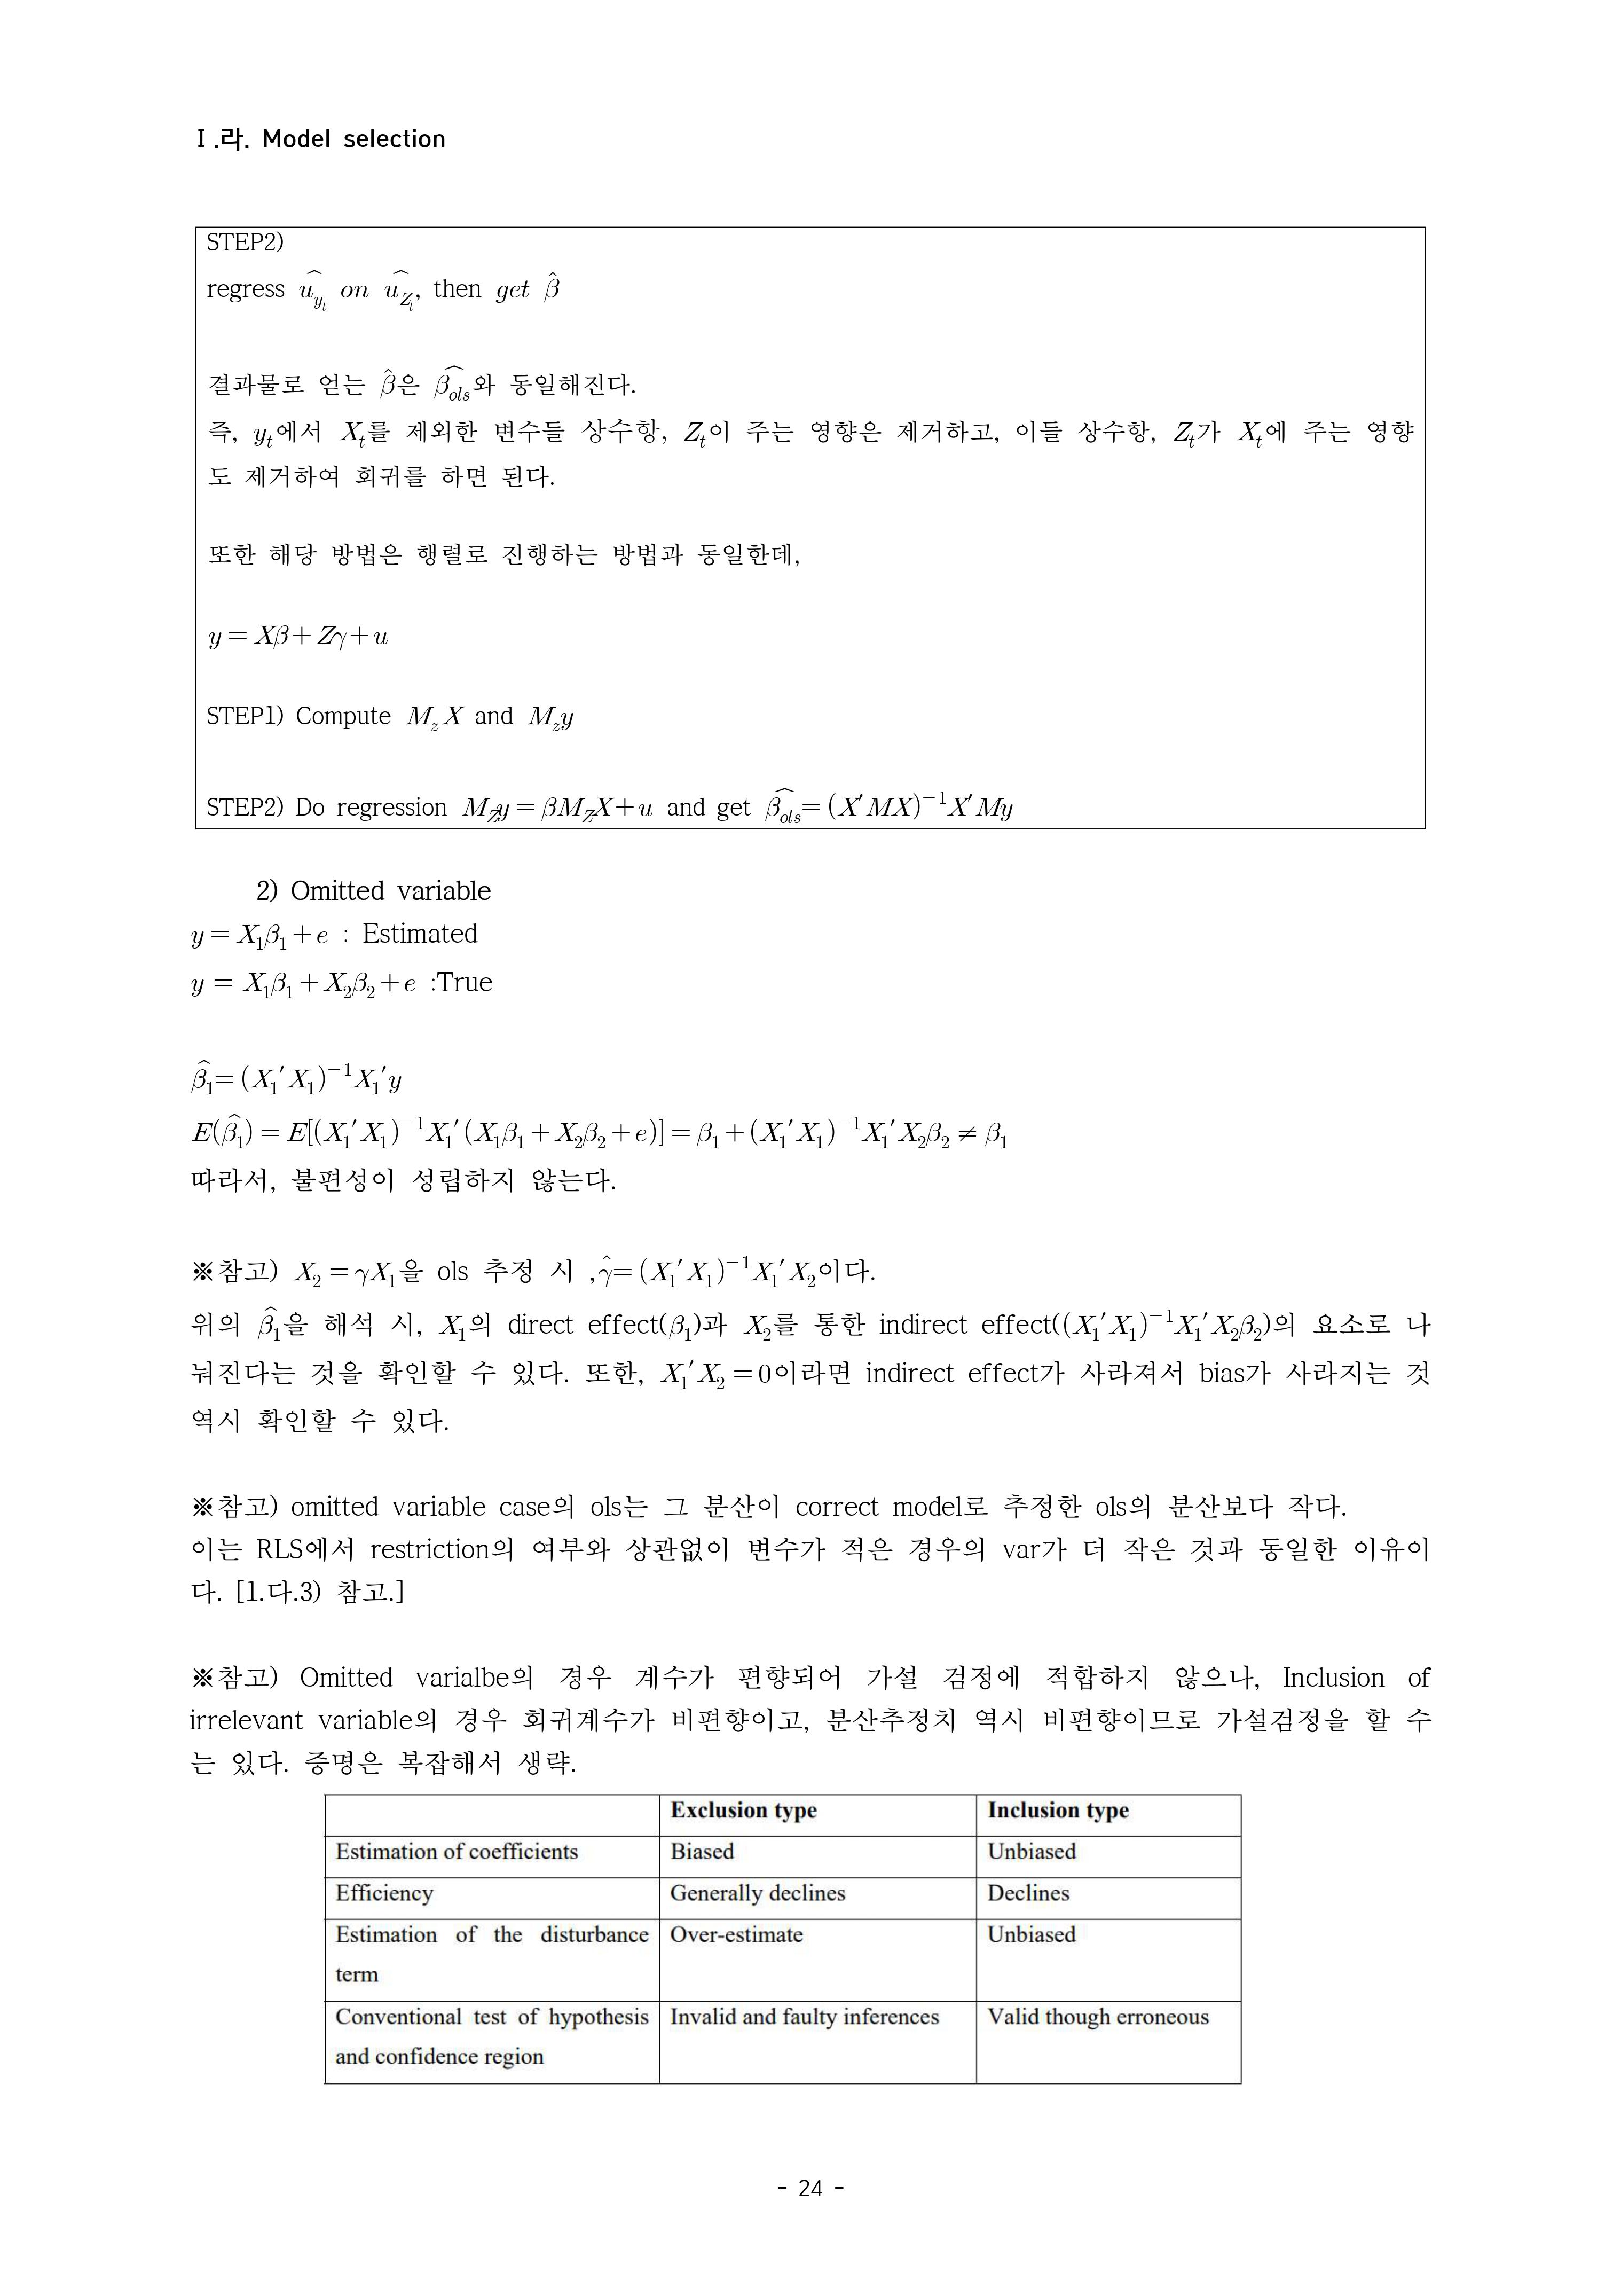 Ⅰ.라. Model selection
STEP2)
regress $\widehat{u_{y_t}}$ on $\widehat{u_{Z_t}}$, then get $\hat{\beta}$
결과물로 얻는 $\hat{\beta}$은 $\widehat{\beta_{ols}}$와 동일해진다.
즉, $y_t$에서 $X_t$를 제외한 변수들 상수항, $Z_t$이 주는 영향은 제거하고, 이들 상수항, $Z_t$가 $X_t$에 주는 영향
도 제거하여 회귀를 하면 된다.
또한 해당 방법은 행렬로 진행하는 방법과 동일한데,
$y = X\beta + Z\gamma + u$
STEP1) Compute $M_z X$ and $M_z y$
STEP2) Do regression $M_Z y = \beta M_Z X + u$ and get $\widehat{\beta_{ols}} = (X'MX)^{-1}X'My$
2) Omitted variable
$y = X_1\beta_1 + e$ : Estimated
$y = X_1\beta_1 + X_2\beta_2 + e$ :True
$\widehat{\beta_1} = (X_1'X_1)^{-1}X_1'y$
$E(\widehat{\beta_1}) = E[(X_1'X_1)^{-1}X_1'(X_1\beta_1 + X_2\beta_2 + e)] = \beta_1 + (X_1'X_1)^{-1}X_1'X_2\beta_2 \neq \beta_1$
따라서, 불편성이 성립하지 않는다.
※참고) $X_2 = \gamma X_1$을 ols 추정 시 ,$\hat{\gamma} = (X_1'X_1)^{-1}X_1'X_2$이다.
위의 $\widehat{\beta_1}$을 해석 시, $X_1$의 direct effect($\beta_1$)과 $X_2$를 통한 indirect effect($(X_1'X_1)^{-1}X_1'X_2\beta_2$)의 요소로 나
눠진다는 것을 확인할 수 있다. 또한, $X_1'X_2 = 0$이라면 indirect effect가 사라져서 bias가 사라지는 것
역시 확인할 수 있다.
※참고) omitted variable case의 ols는 그 분산이 correct model로 추정한 ols의 분산보다 작다.
이는 RLS에서 restriction의 여부와 상관없이 변수가 적은 경우의 var가 더 작은 것과 동일한 이유이
다. [1.다.3) 참고.]
※참고) Omitted varialbe의 경우 계수가 편향되어 가설 검정에 적합하지 않으나, Inclusion of
irrelevant variable의 경우 회귀계수가 비편향이고, 분산추정치 역시 비편향이므로 가설검정을 할 수
는 있다. 증명은 복잡해서 생략.
Exclusion type Inclusion type
Estimation of coefficients Biased Unbiased
Efficiency Generally declines Declines
Estimation of the disturbance Over-estimate Unbiased
term
Conventional test of hypothesis Invalid and faulty inferences Valid though erroneous
and confidence region
- 24 -